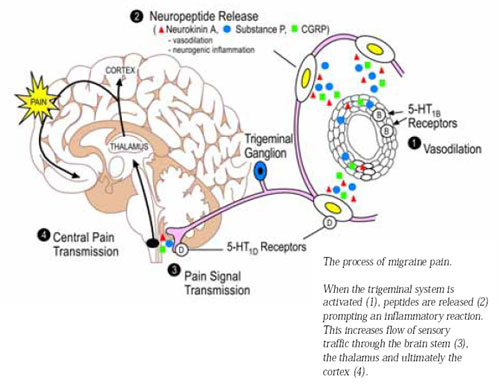 2 Neuropeptide Release
( Neurokinin A, Substance P, CGRP)
- vasodilation
- neurogenic inflammation
CORTEX
PAIN
THALAMUS
Trigeminal
Ganglion
5-HT1B
Receptors
B
B
1 Vasodilation
4 Central Pain
Transmission
D
5-HT1D Receptors
D
3 Pain Signal
Transmission
The process of migraine pain.
When the trigeminal system is
activated (1), peptides are released (2)
prompting an inflammatory reaction.
This increases flow of sensory
traffic through the brain stem (3),
the thalamus and ultimately the
cortex (4).